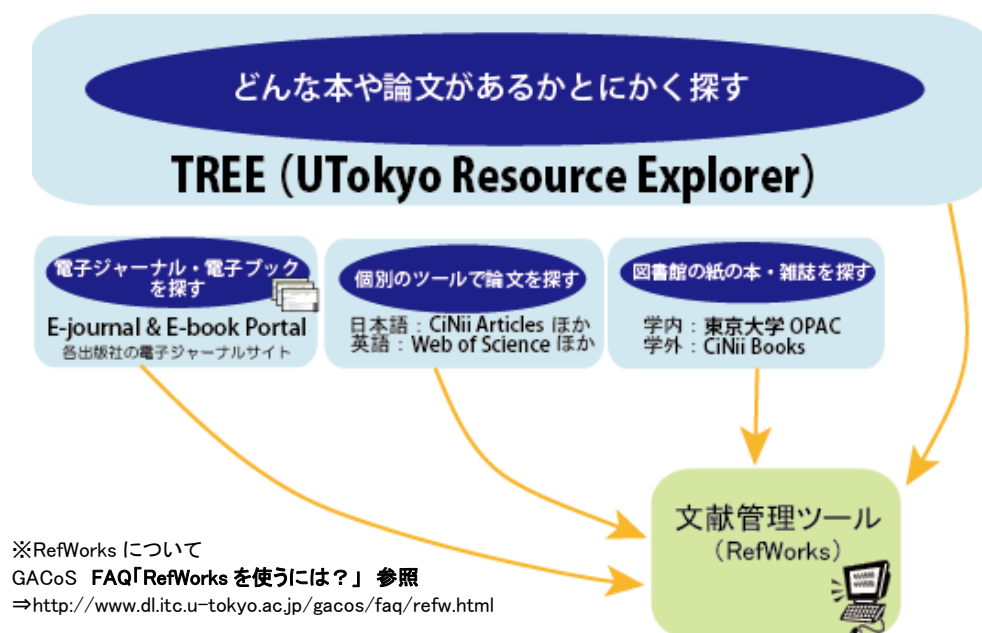 どんな本や論文があるかとにかく探す
TREE (UTokyo Resource Explorer)
電子ジャーナル・電子ブック
を探す
E-journal & E-book Portal
各出版社の電子ジャーナルサイト
個別のツールで論文を探す
日本語：CiNii Articles ほか
英語：Web of Science ほか
図書館の紙の本・雑誌を探す
学内：東京大学 OPAC
学外：CiNii Books
文献管理ツール
（RefWorks）
※RefWorks について
GACoS FAQ「RefWorks を使うには？」 参照
⇒http://www.dl.itc.u-tokyo.ac.jp/gacos/faq/refw.html